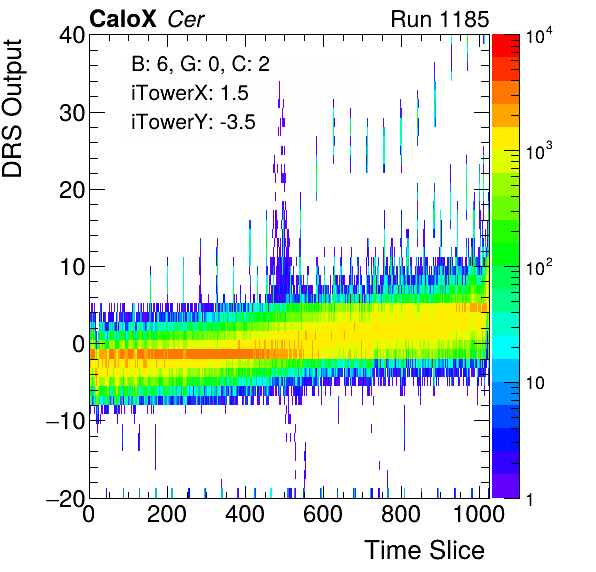 CaloX Cer Run 1185
DRS Output
B: 6, G: 0, C: 2
iTowerX: 1.5
iTowerY: -3.5
40
30
20
10
0
−10
−20
0 200 400 600 800 1000
Time Slice
10^4
10^3
10^2
10
1